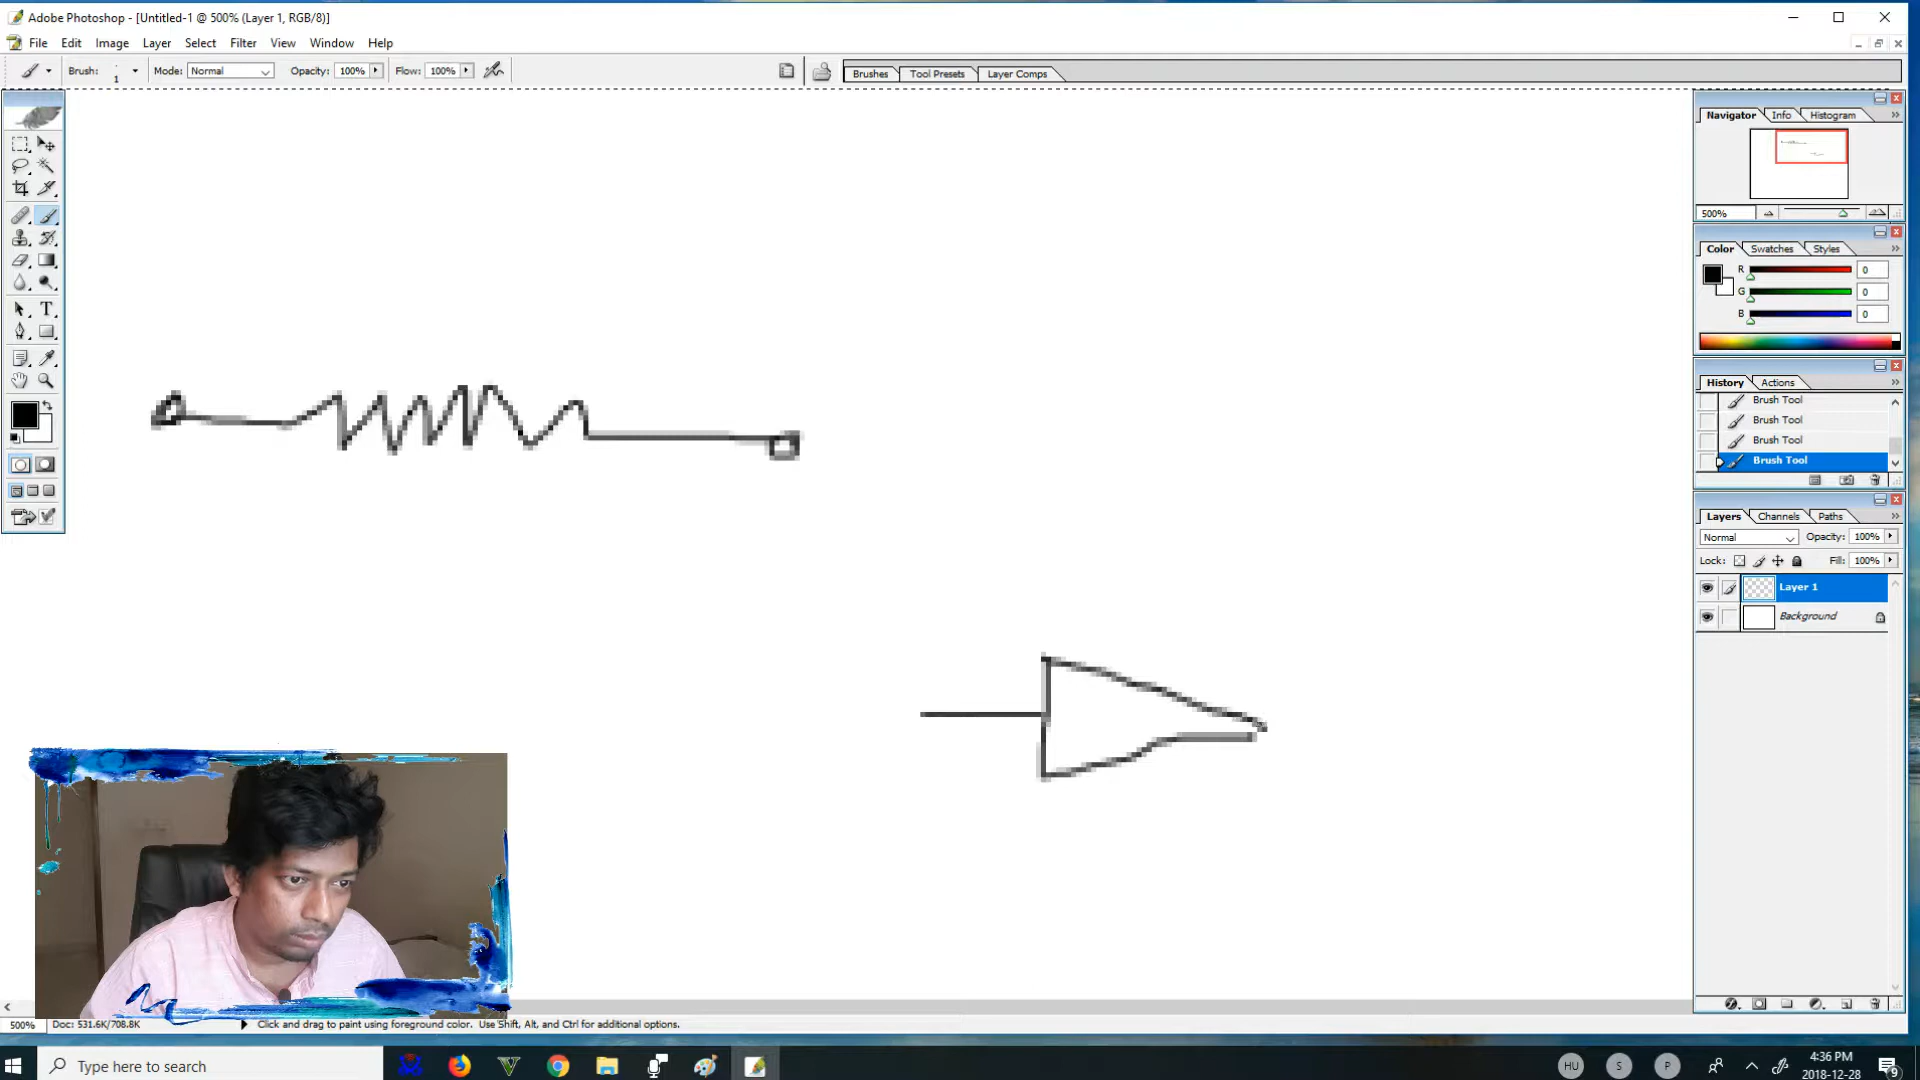 Adobe Photoshop - [Untitled-1 @ 500% (Layer 1, RGB/8)]
File Edit Image Layer Select Filter View Window Help
Brush: 1 Mode: Normal Opacity: 100% Flow: 100% Brushes Tool Presets Layer Comps
Navigator Info Histogram
500%
Color Swatches Styles
R 0
G 0
B 0
History Actions
Brush Tool
Brush Tool
Brush Tool
Brush Tool
Layers Channels Paths
Normal Opacity: 100%
Lock: Fill: 100%
Layer 1
Background
500% Doc: 531.6K/708.8K Click and drag to paint using foreground color. Use Shift, Alt, and Ctrl for additional options.
Type here to search
HU S P
4:36 PM
2018-12-28
9